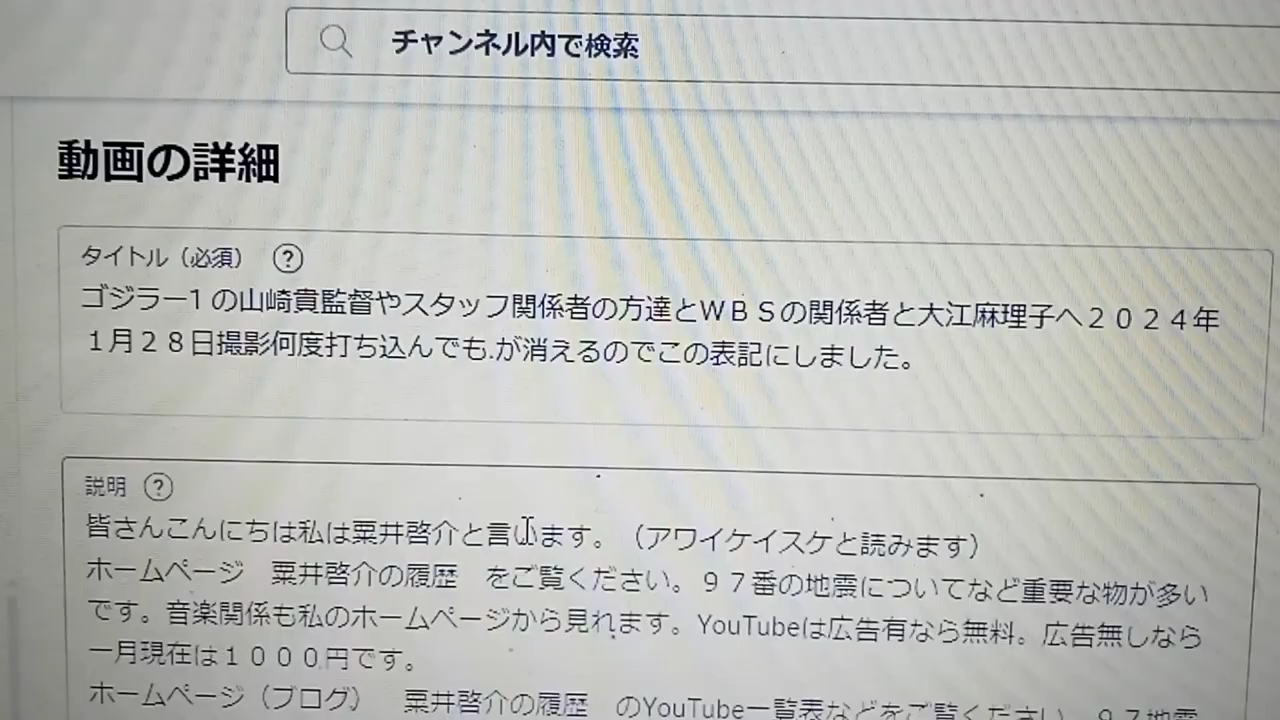 チャンネル内で検索
動画の詳細
タイトル（必須） ?
ゴジラー1の山崎貴監督やスタッフ関係者の方達とＷＢＳの関係者と大江麻理子へ２０２４年
１月２８日撮影何度打ち込んでも.が消えるのでこの表記にしました。
説明 ?
皆さんこんにちは私は粟井啓介と言います。（アワイケイスケと読みます）
ホームページ　粟井啓介の履歴　をご覧ください。９７番の地震についてなど重要な物が多い
です。音楽関係も私のホームページから見れます。YouTubeは広告有なら無料。広告無しなら
一月現在は１０００円です。
ホームページ（ブログ）　粟井啓介の履歴　のYouTube一覧表などをご覧ください。９７地震